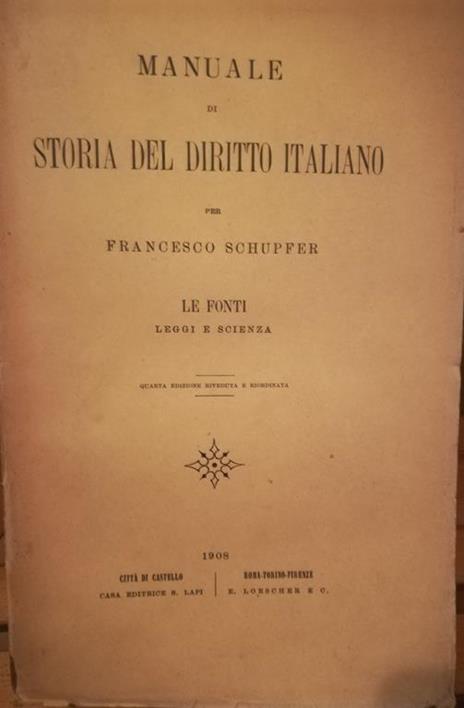 MANUALE
DI
STORIA DEL DIRITTO ITALIANO
PER
FRANCESCO SCHUPFER
LE FONTI
LEGGI E SCIENZA
QUARTA EDIZIONE RIVEDUTA E RIORDINATA
1908
CITTÀ DI CASTELLO
CASA EDITRICE S. LAPI
ROMA-TORINO-FIRENZE
E. LOESCHER E C.